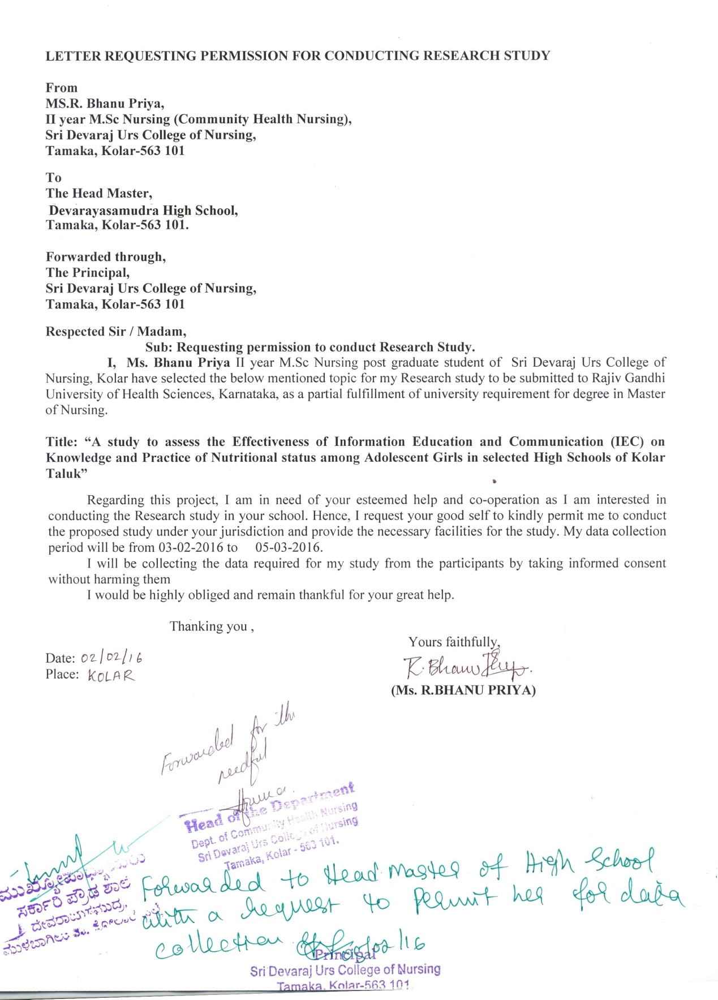 LETTER REQUESTING PERMISSION FOR CONDUCTING RESEARCH STUDY
From
MS.R. Bhanu Priya,
II year M.Sc Nursing (Community Health Nursing),
Sri Devaraj Urs College of Nursing,
Tamaka, Kolar-563 101
To
The Head Master,
Devarayasamudra High School,
Tamaka, Kolar-563 101.
Forwarded through,
The Principal,
Sri Devaraj Urs College of Nursing,
Tamaka, Kolar-563 101
Respected Sir / Madam,
Sub: Requesting permission to conduct Research Study.
I, Ms. Bhanu Priya II year M.Sc Nursing post graduate student of Sri Devaraj Urs College of
Nursing, Kolar have selected the below mentioned topic for my Research study to be submitted to Rajiv Gandhi
University of Health Sciences, Karnataka, as a partial fulfillment of university requirement for degree in Master
of Nursing.
Title: “A study to assess the Effectiveness of Information Education and Communication (IEC) on
Knowledge and Practice of Nutritional status among Adolescent Girls in selected High Schools of Kolar
Taluk”
Regarding this project, I am in need of your esteemed help and co-operation as I am interested in
conducting the Research study in your school. Hence, I request your good self to kindly permit me to conduct
the proposed study under your jurisdiction and provide the necessary facilities for the study. My data collection
period will be from 03-02-2016 to 05-03-2016.
I will be collecting the data required for my study from the participants by taking informed consent
without harming them
I would be highly obliged and remain thankful for your great help.
Thanking you ,
Yours faithfully,
Date: 02/02/16
Place: KOLAR
R. Bhanu Priya.
(Ms. R.BHANU PRIYA)
Forwarded for the
needful
Head of the Department
Dept. of Community Health Nursing
Sri Devaraj Urs College of Nursing
Tamaka, Kolar - 563 101.
ಸರ್ಕಾರಿ ಪ್ರೌಢ ಶಾಲೆ
ದೇವರಾಯಸಮುದ್ರ,
ಮುಳಬಾಗಿಲು ತಾ. ಕೋಲಾರ
Forwarded to Head Master of High School
with a request to permit her for data
collection
Principal
Sri Devaraj Urs College of Nursing
Tamaka, Kolar-563 101